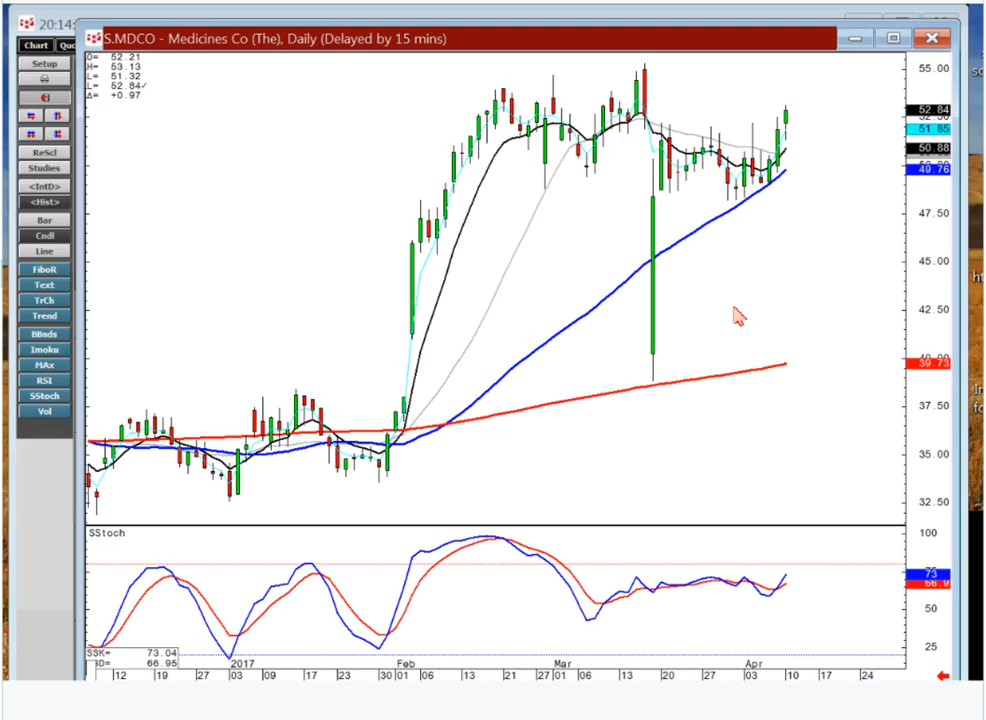 20:14:
S.MDCO - Medicines Co (The), Daily (Delayed by 15 mins)
Chart Quo
Setup
ReScl
Studies
<IntD>
<Hist>
Bar
Cndl
Line
FiboR
Text
TrCh
Trend
BBnds
Imoku
MAx
RSI
SStoch
Vol
O= 52.21
H= 53.13
L= 51.32
L= 52.84✓
Δ= +0.97
55.00
52.84
52.50
51.85
50.88
49.76
47.50
45.00
42.50
39.73
37.50
35.00
32.50
SStoch
100
73
66.9
50
25
SSK= 73.04
SD= 66.95
2017 Feb Mar Apr
12 19 27 03 09 17 23 30 01 06 13 21 27 01 06 13 20 27 03 10 17 24